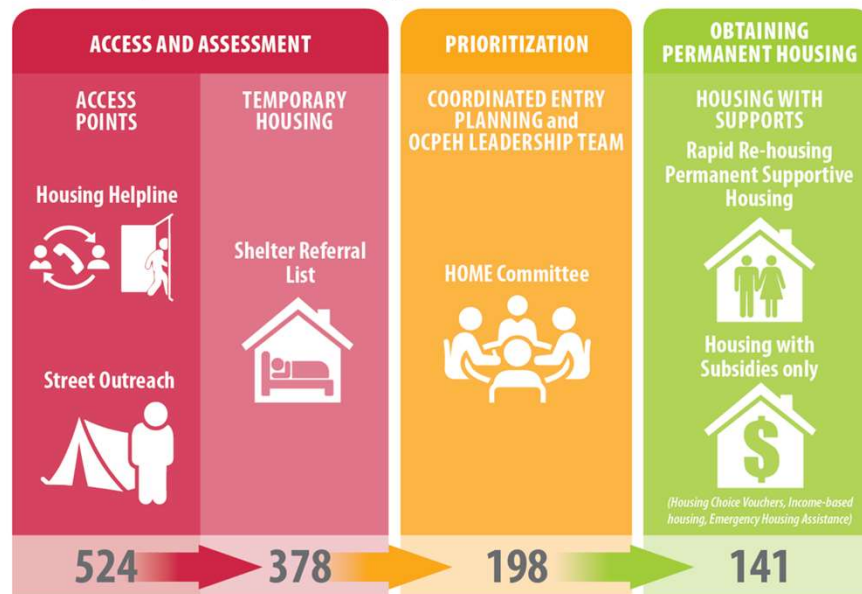 ACCESS AND ASSESSMENT
ACCESS
POINTS
Housing Helpline
Street Outreach
524
TEMPORARY
HOUSING
Shelter Referral
List
378
PRIORITIZATION
COORDINATED ENTRY
PLANNING and
OCPEH LEADERSHIP TEAM
HOME Committee
198
OBTAINING
PERMANENT HOUSING
HOUSING WITH
SUPPORTS
Rapid Re-housing
Permanent Supportive
Housing
Housing with
Subsidies only
$
(Housing Choice Vouchers, Income-based
housing, Emergency Housing Assistance)
141